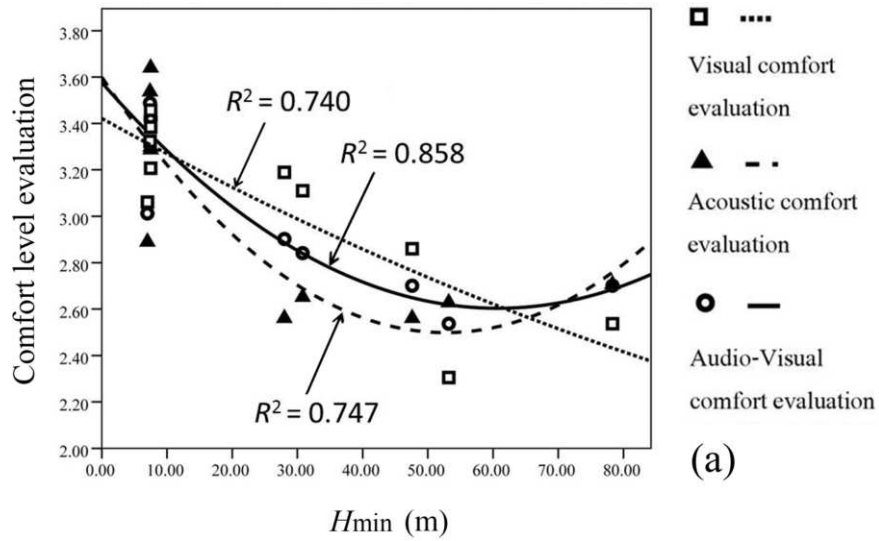 Comfort level evaluation
3.80
3.60
3.40
3.20
3.00
2.80
2.60
2.40
2.20
2.00
R² = 0.740
R² = 0.858
R² = 0.747
0.00 10.00 20.00 30.00 40.00 50.00 60.00 70.00 80.00
Hmin (m)
Visual comfort
evaluation
Acoustic comfort
evaluation
Audio-Visual
comfort evaluation
(a)